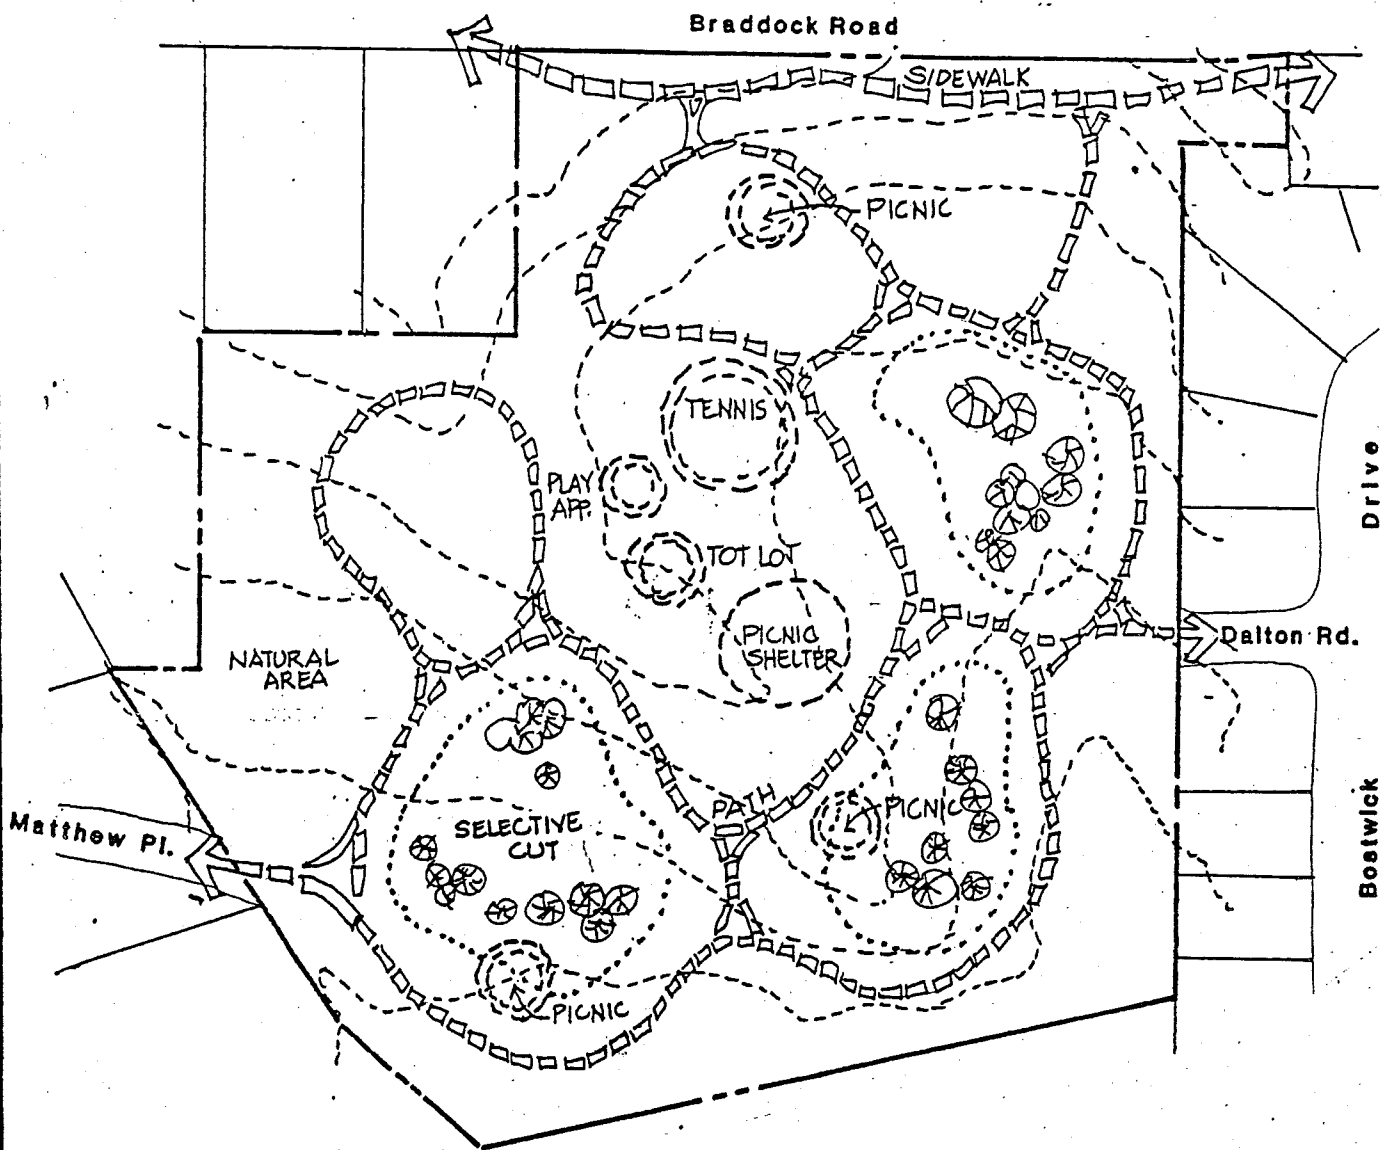 Braddock Road
SIDEWALK
PICNIC
TENNIS
PLAY
APP.
TOT LOT
PICNIC
SHELTER
Drive
Dalton Rd.
NATURAL
AREA
PATH
PICNIC
SELECTIVE
CUT
Matthew Pl.
Bostwick
PICNIC